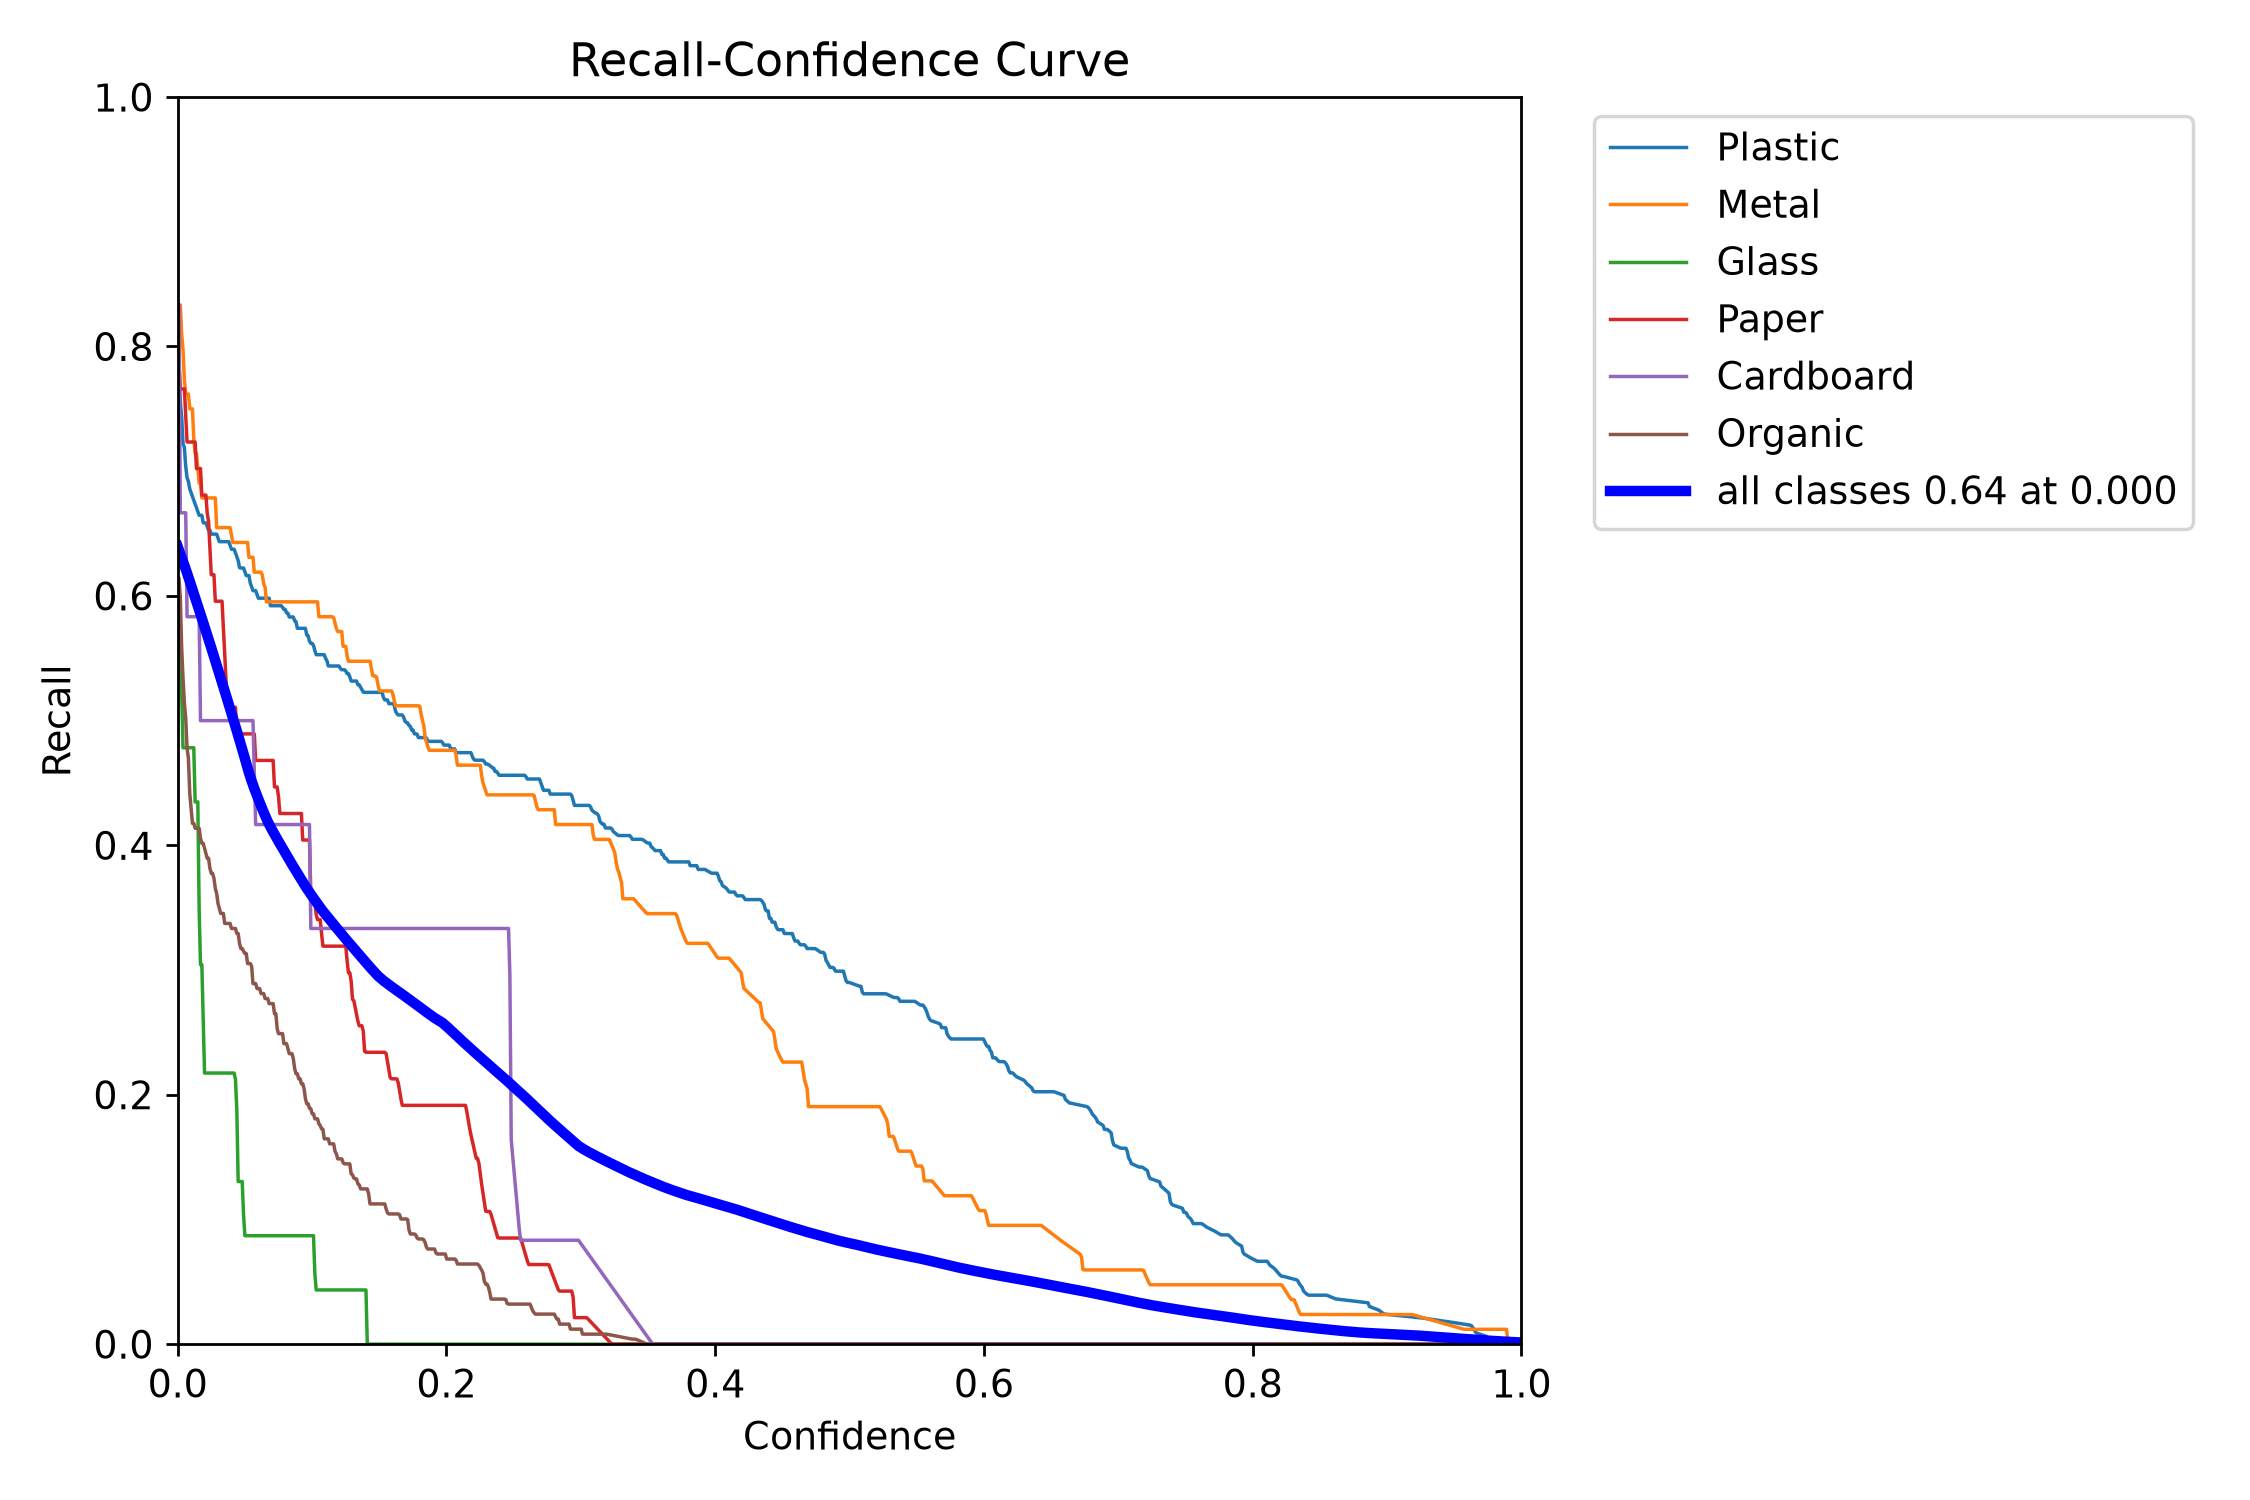 Recall-Confidence Curve
1.0
0.8
0.6
0.4
0.2
0.0
Recall
0.0 0.2 0.4 0.6 0.8 1.0
Confidence
Plastic
Metal
Glass
Paper
Cardboard
Organic
all classes 0.64 at 0.000